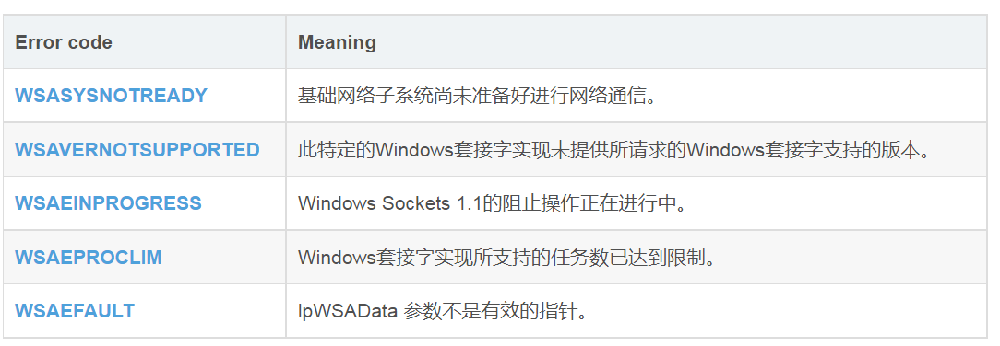 Error code Meaning
WSASYSNOTREADY 基础网络子系统尚未准备好进行网络通信。
WSAVERNOTSUPPORTED 此特定的Windows套接字实现未提供所请求的Windows套接字支持的版本。
WSAEINPROGRESS Windows Sockets 1.1的阻止操作正在进行中。
WSAEPROCLIM Windows套接字实现所支持的任务数已达到限制。
WSAEFAULT lpWSAData 参数不是有效的指针。